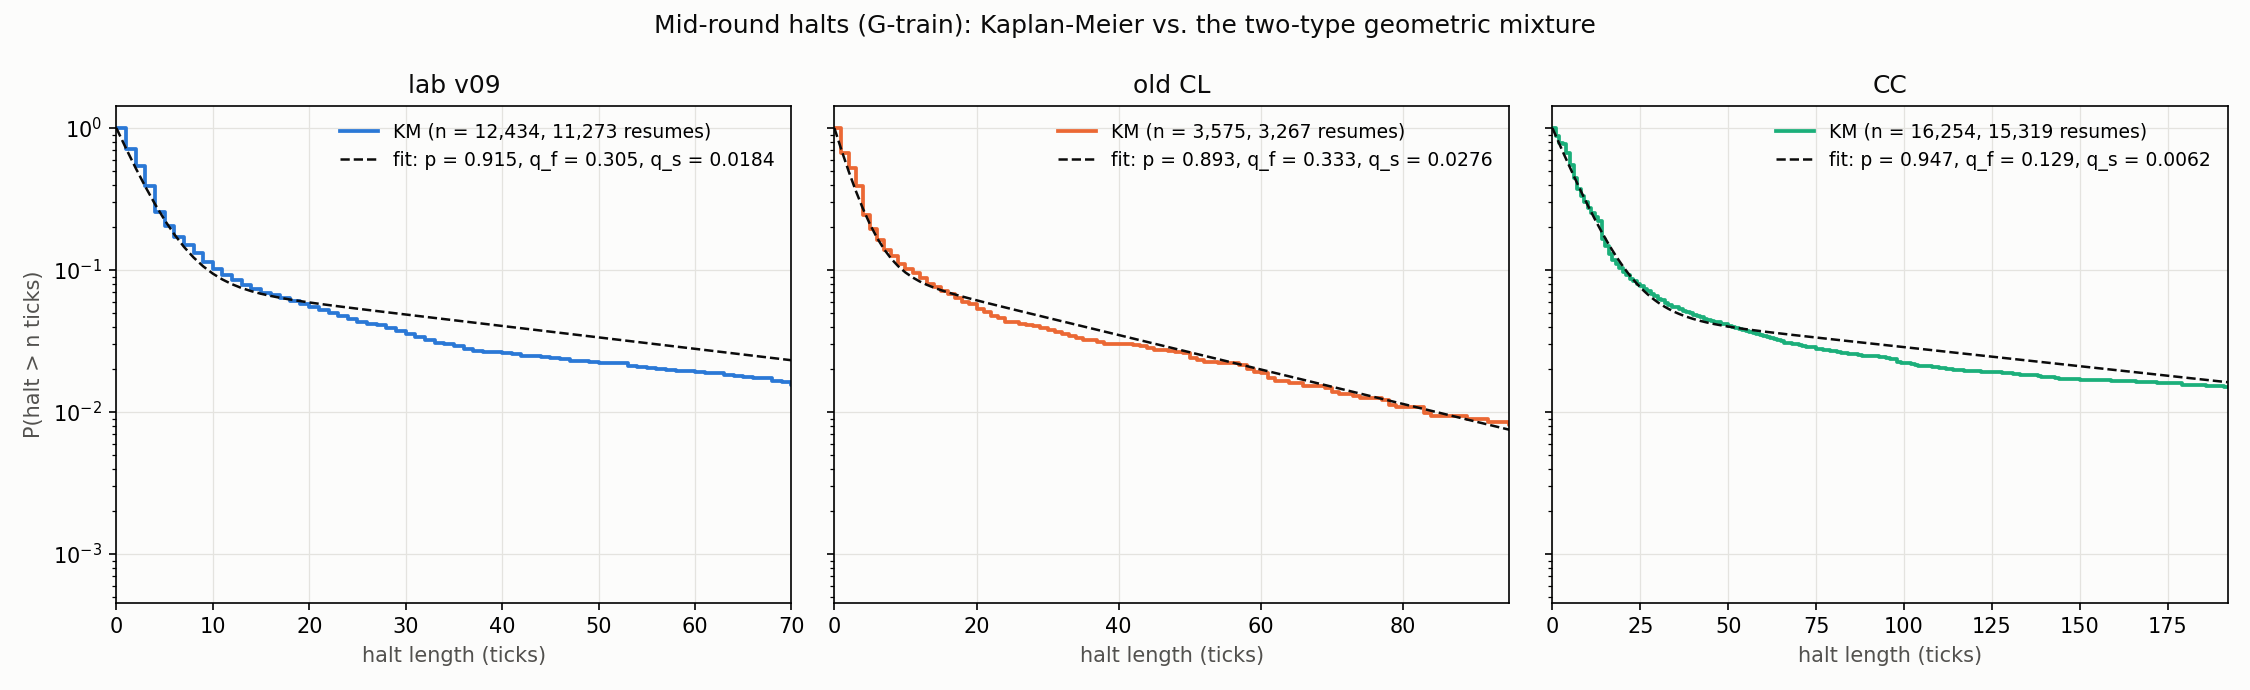 Mid-round halts (G-train): Kaplan-Meier vs. the two-type geometric mixture
lab v09
KM (n = 12,434, 11,273 resumes)
fit: p = 0.915, q_f = 0.305, q_s = 0.0184
P(halt > n ticks)
10⁰
10⁻¹
10⁻²
10⁻³
0 10 20 30 40 50 60 70
halt length (ticks)
old CL
KM (n = 3,575, 3,267 resumes)
fit: p = 0.893, q_f = 0.333, q_s = 0.0276
0 20 40 60 80
halt length (ticks)
CC
KM (n = 16,254, 15,319 resumes)
fit: p = 0.947, q_f = 0.129, q_s = 0.0062
0 25 50 75 100 125 150 175
halt length (ticks)